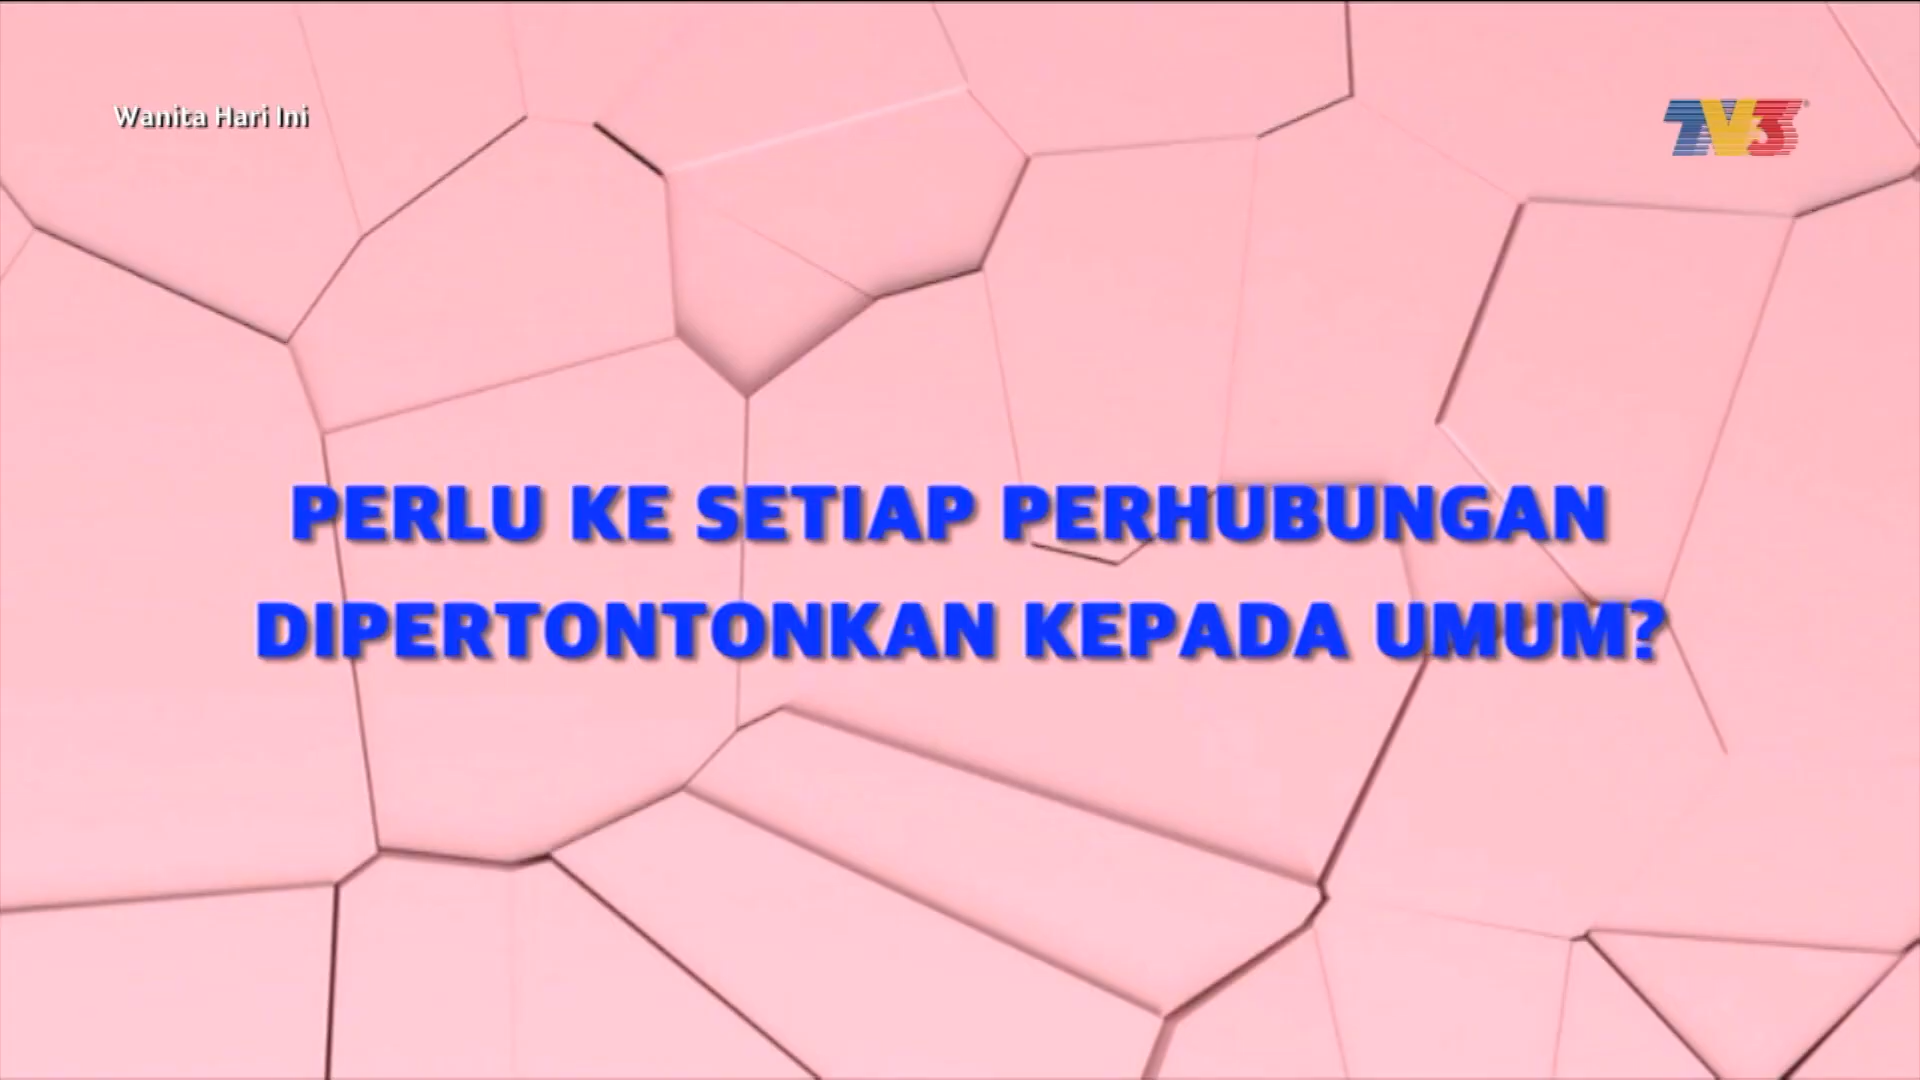 Wanita Hari Ini
TV3
PERLU KE SETIAP PERHUBUNGAN
DIPERTONTONKAN KEPADA UMUM?